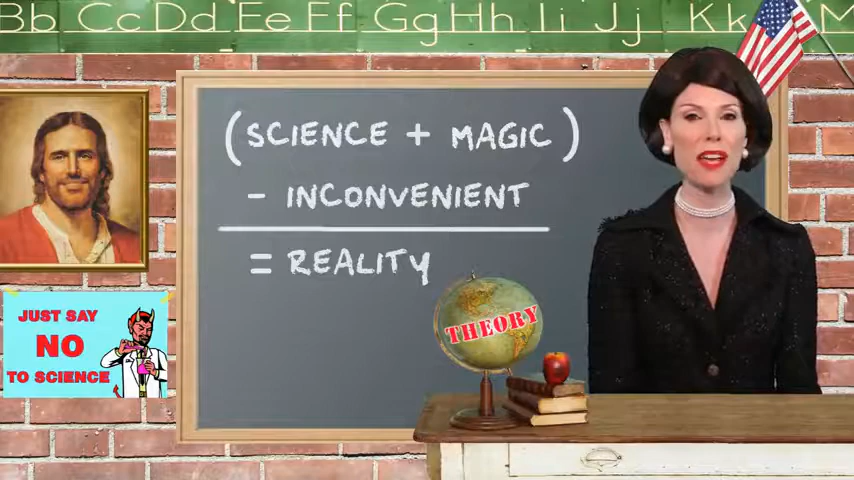 Bb Cc Dd Ee Ff Gg Hh Ii Jj Kk M
(SCIENCE + MAGIC)
- INCONVENIENT
= REALITY
THEORY
JUST SAY
NO
TO SCIENCE